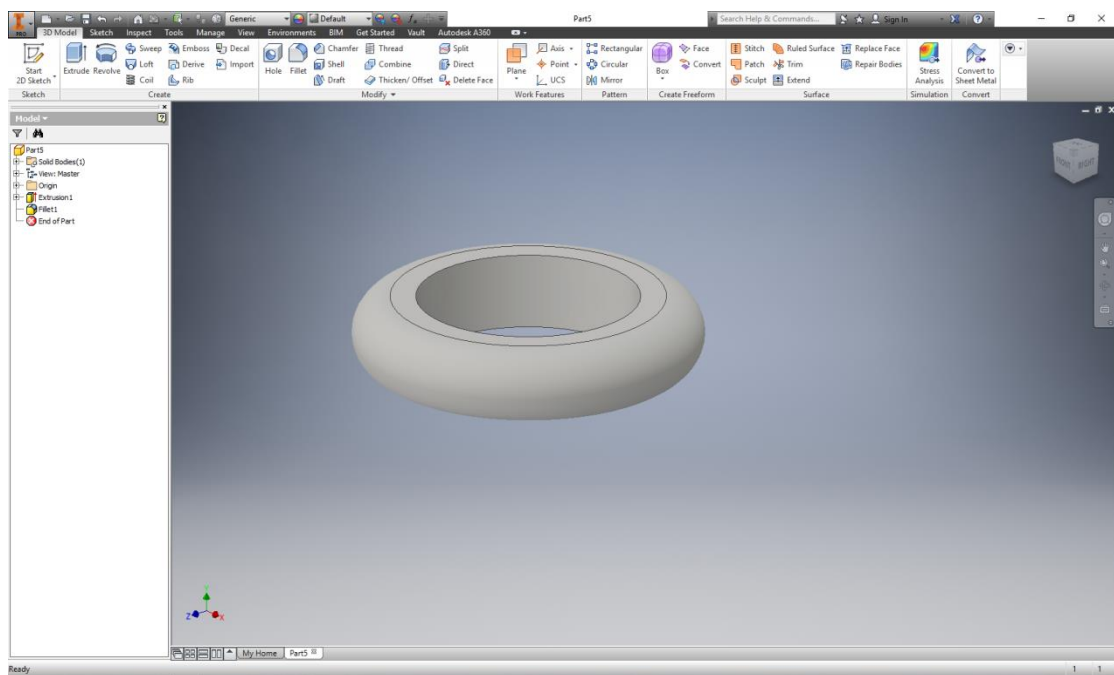 PRO
Generic
Default
Part5
Search Help & Commands...
Sign In
3D Model Sketch Inspect Tools Manage View Environments BIM Get Started Vault Autodesk A360
Start
2D Sketch
Extrude Revolve
Sweep Emboss Decal
Loft Derive Import
Coil Rib
Hole Fillet
Chamfer Thread Split
Shell Combine Direct
Draft Thicken/ Offset Delete Face
Plane
Axis
Point
UCS
Rectangular
Circular
Mirror
Box
Face
Convert
Stitch Ruled Surface Replace Face
Patch Trim Repair Bodies
Sculpt Extend
Stress
Analysis
Convert to
Sheet Metal
Sketch Create Modify Work Features Pattern Create Freeform Surface Simulation Convert
Model
Part5
Solid Bodies(1)
View: Master
Origin
Extrusion1
Fillet1
End of Part
RIGHT
Y
Z
X
My Home Part5
Ready
1 1